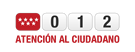 012
ATENCIÓN AL CIUDADANO